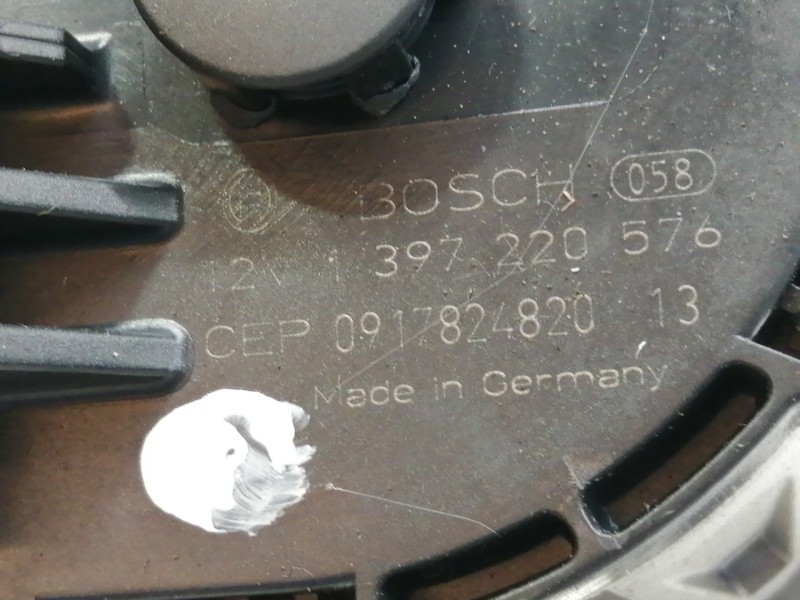 BOSCH 058
12V 1 397 220 576
CEP 0917824820 13
Made in Germany